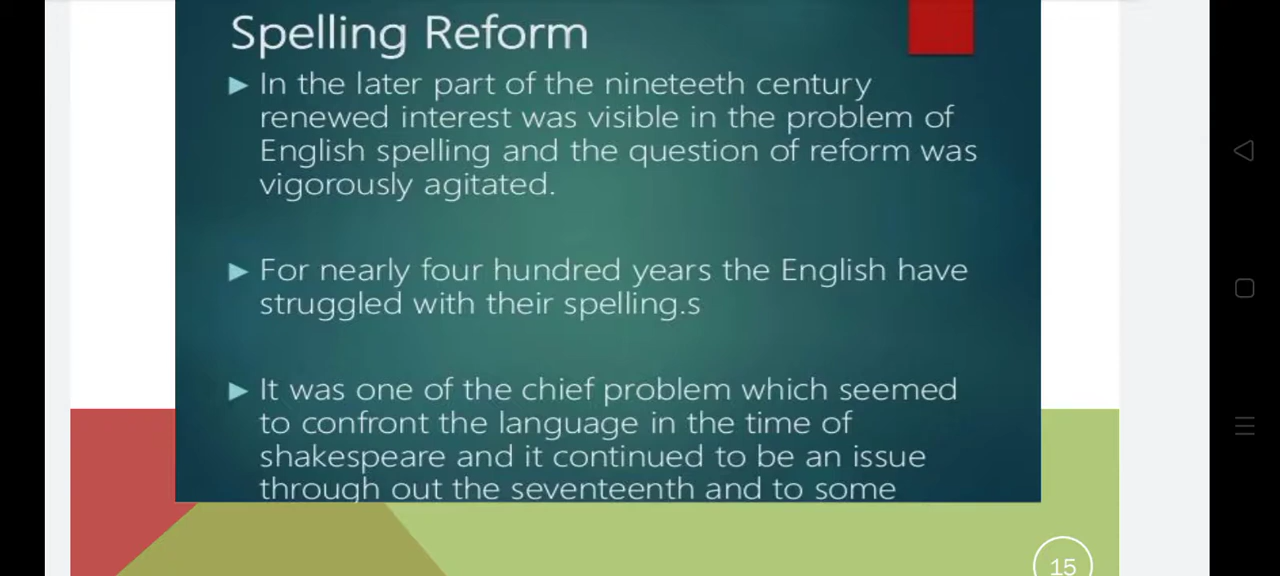 Spelling Reform
▶ In the later part of the nineteeth century
renewed interest was visible in the problem of
English spelling and the question of reform was
vigorously agitated.
▶ For nearly four hundred years the English have
struggled with their spelling.s
▶ It was one of the chief problem which seemed
to confront the language in the time of
shakespeare and it continued to be an issue
through out the seventeenth and to some
15